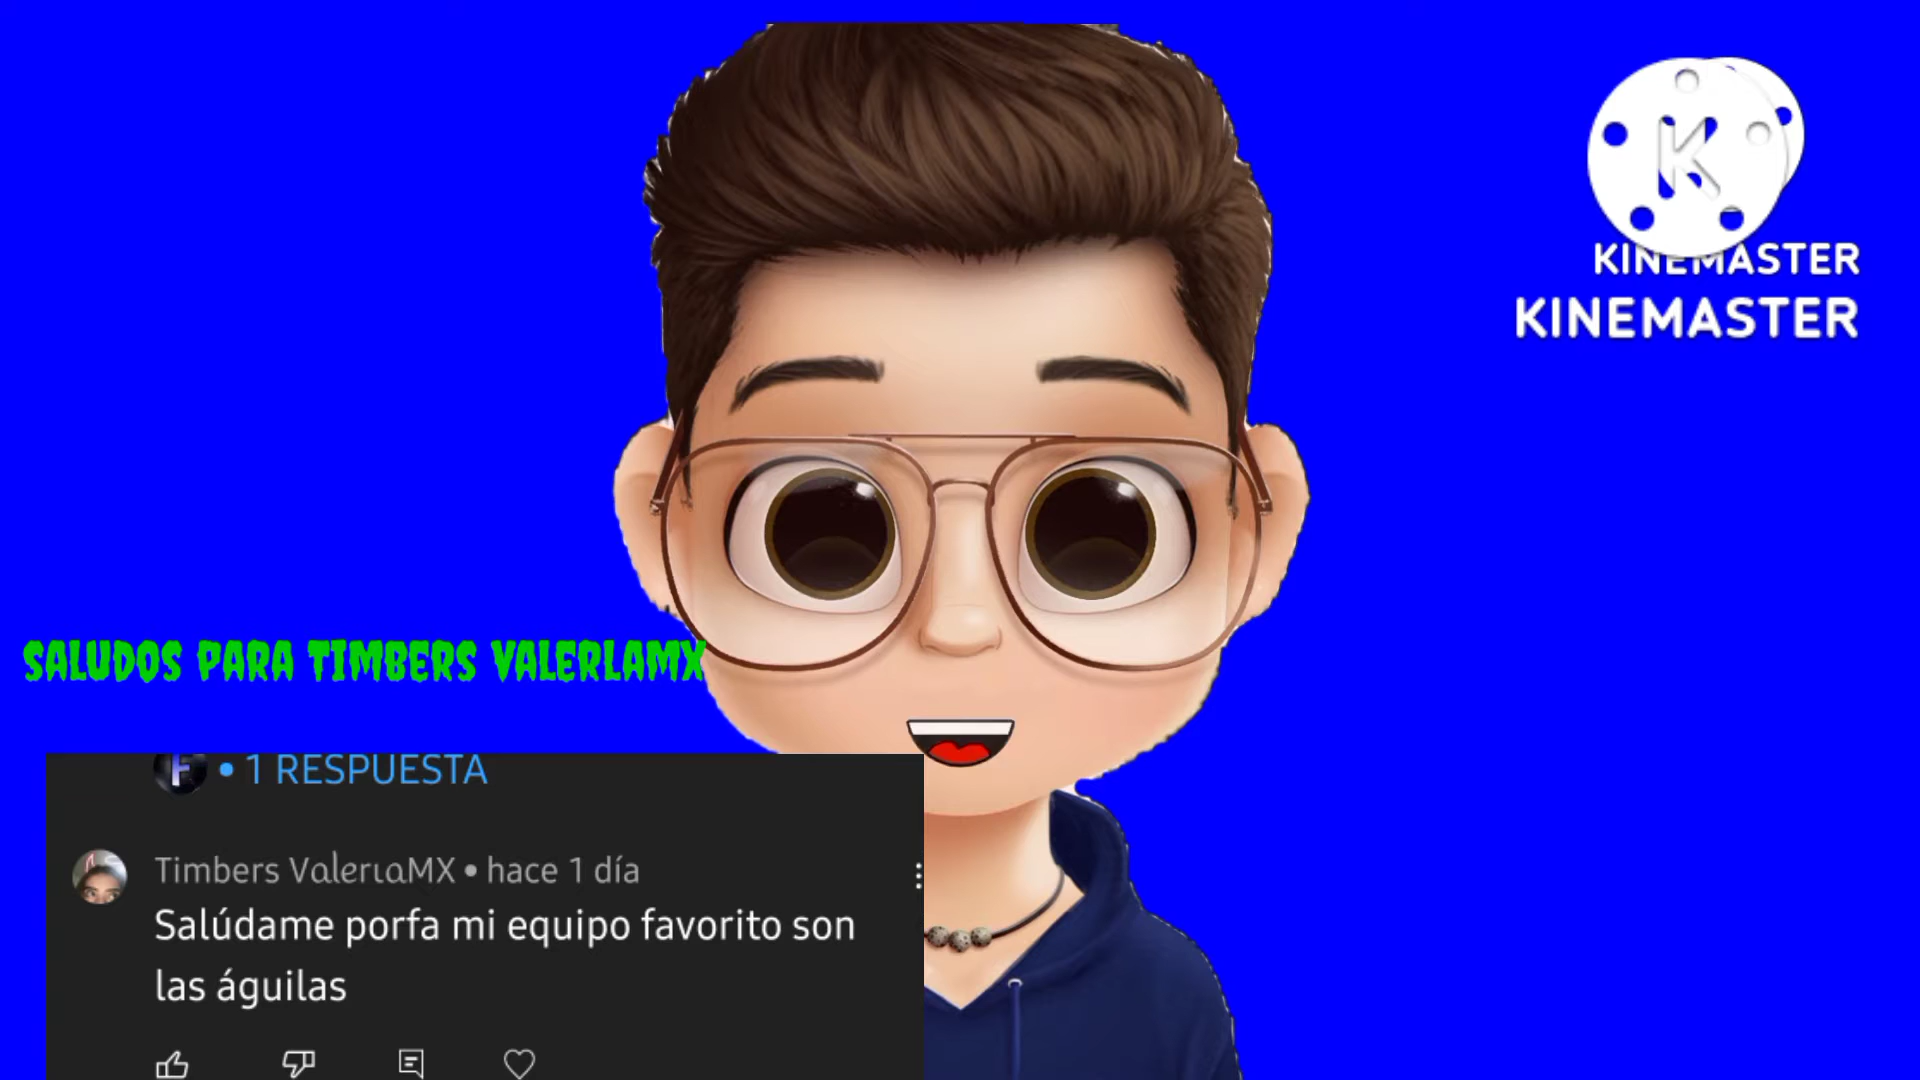 K
KINEMASTER
KINEMASTER
SALUDOS PARA TIMBERS VALERLAMX
F • 1 RESPUESTA
Timbers ValerıaMX • hace 1 día
Salúdame porfa mi equipo favorito son
las águilas